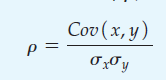 ρ = Cov(x, y) / σxσy